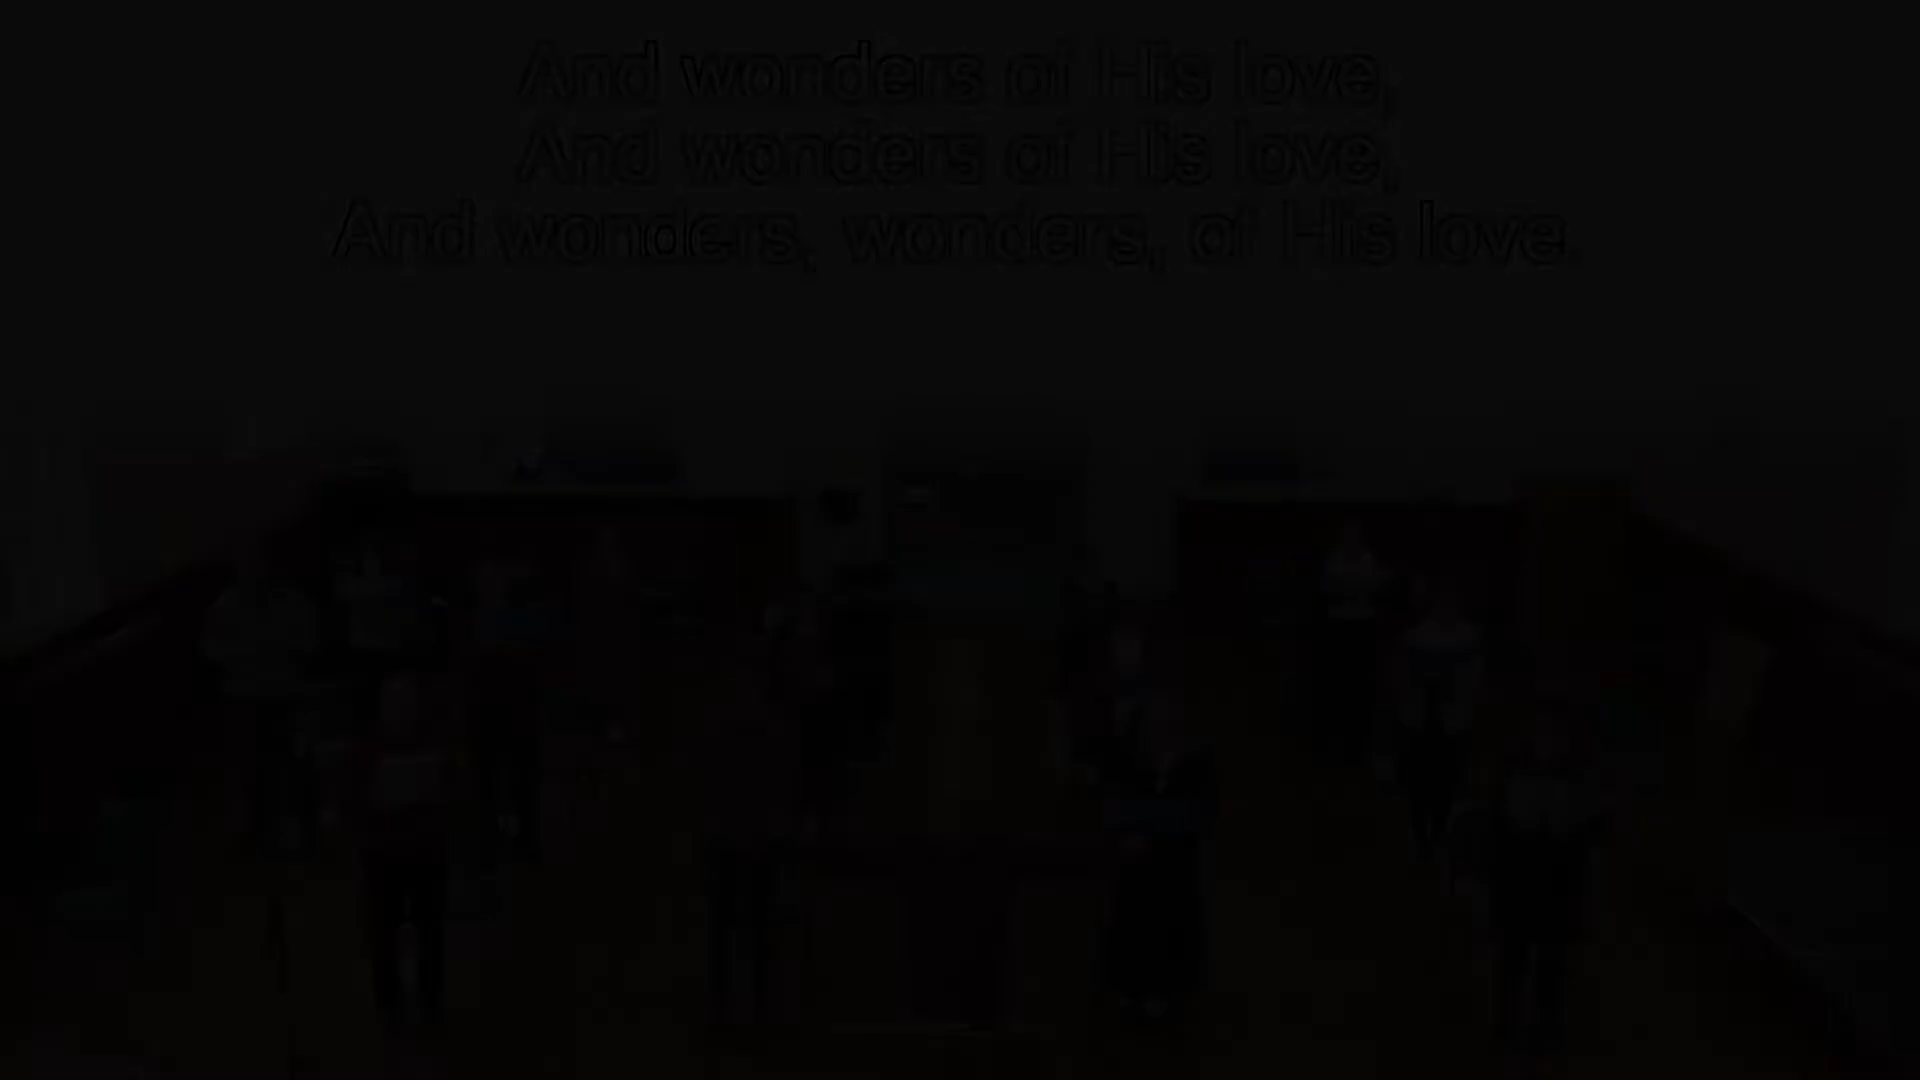 And wonders of His love,
And wonders of His love,
And wonders, wonders, of His love.